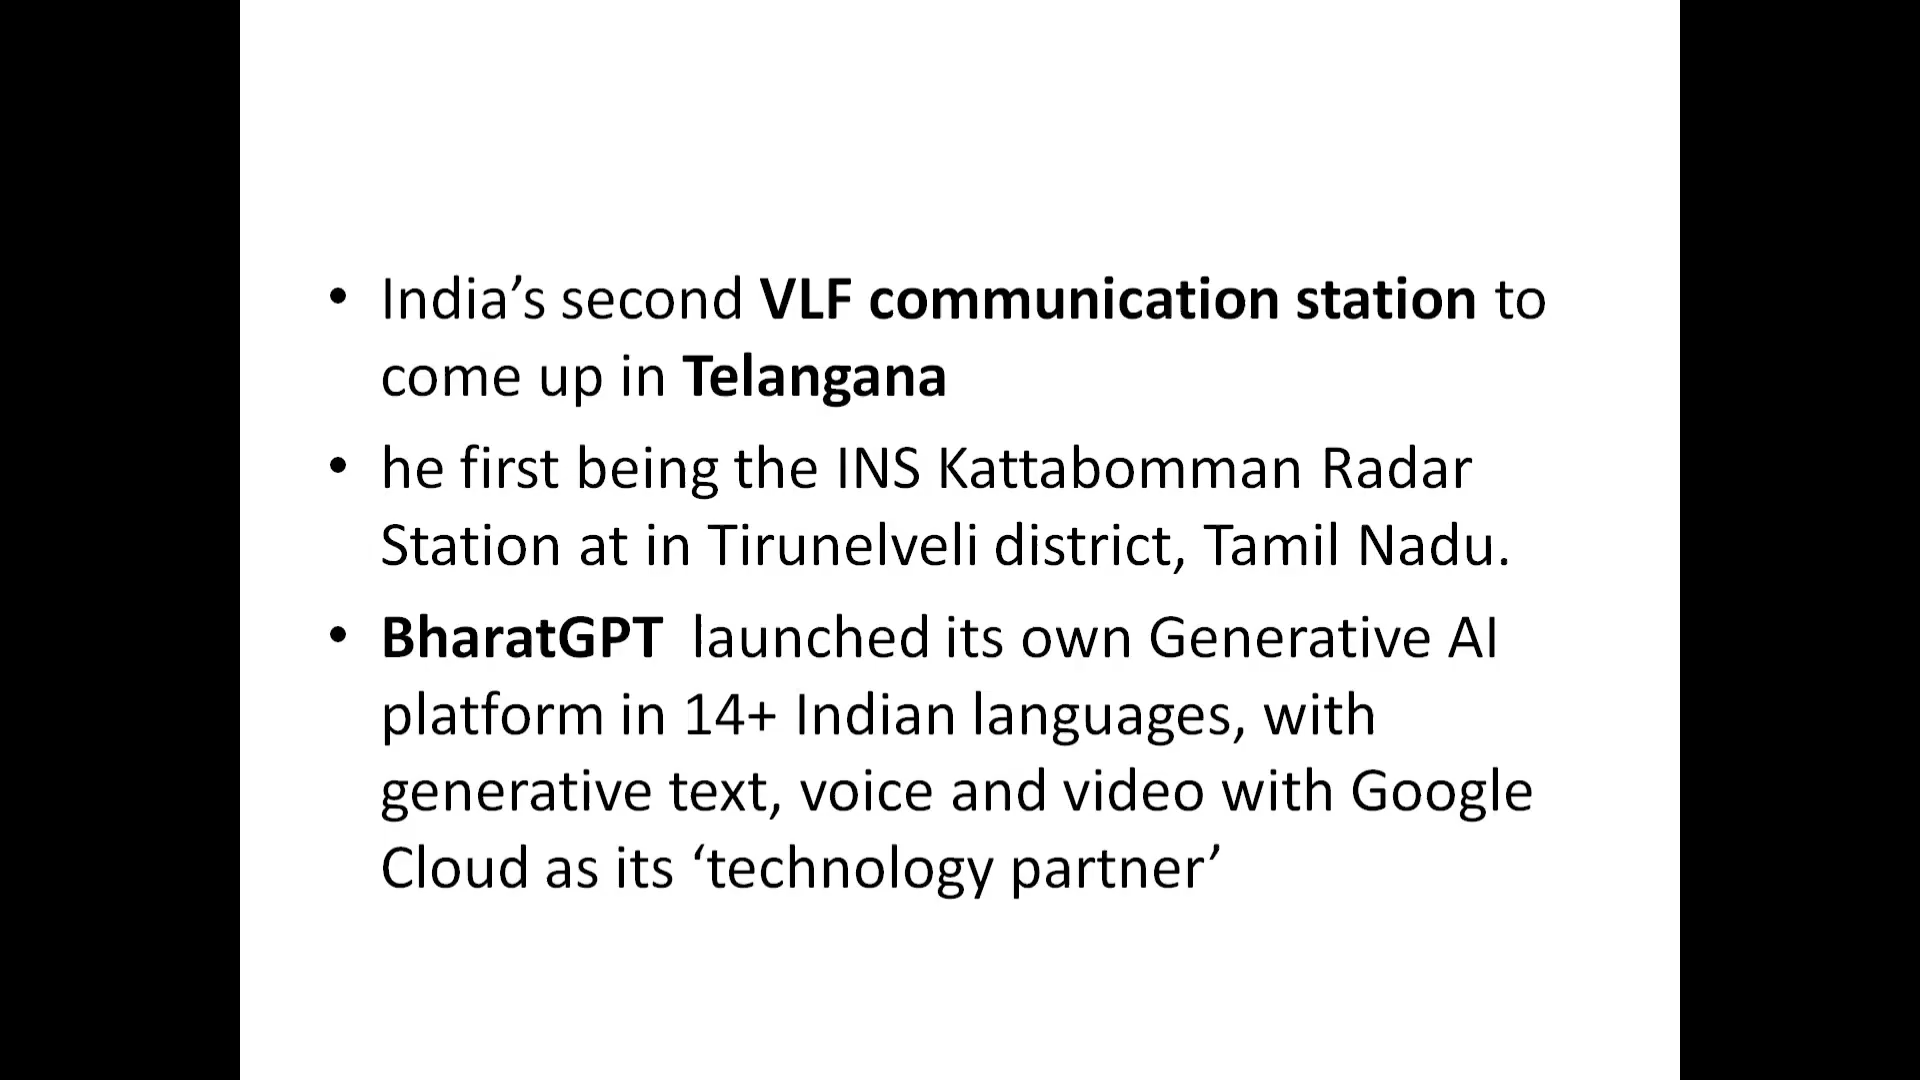 • India’s second VLF communication station to
come up in Telangana
• he first being the INS Kattabomman Radar
Station at in Tirunelveli district, Tamil Nadu.
• BharatGPT launched its own Generative AI
platform in 14+ Indian languages, with
generative text, voice and video with Google
Cloud as its ‘technology partner’